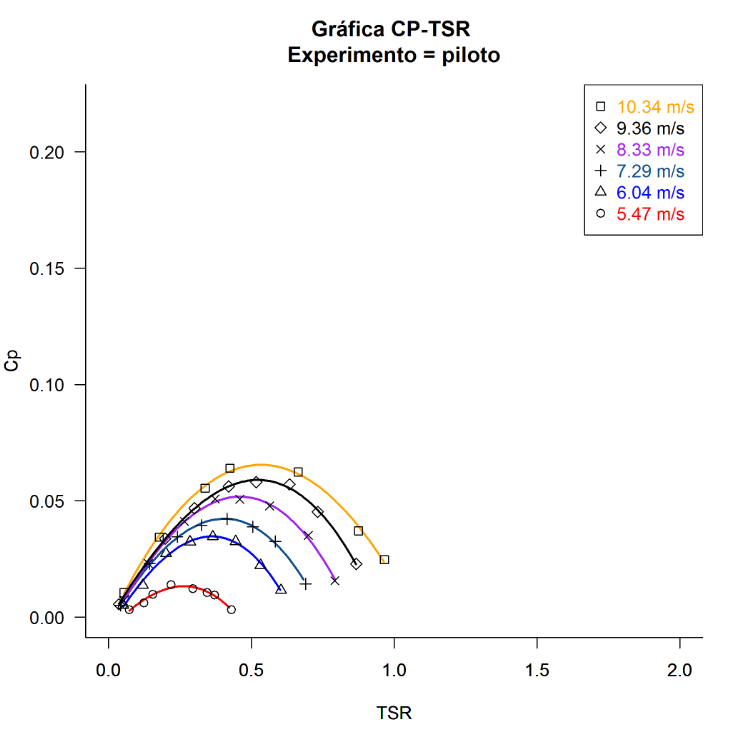 Gráfica CP-TSR
Experimento = piloto
10.34 m/s
9.36 m/s
8.33 m/s
7.29 m/s
6.04 m/s
5.47 m/s
0.20
0.15
0.10
0.05
0.00
Cp
0.0 0.5 1.0 1.5 2.0
TSR